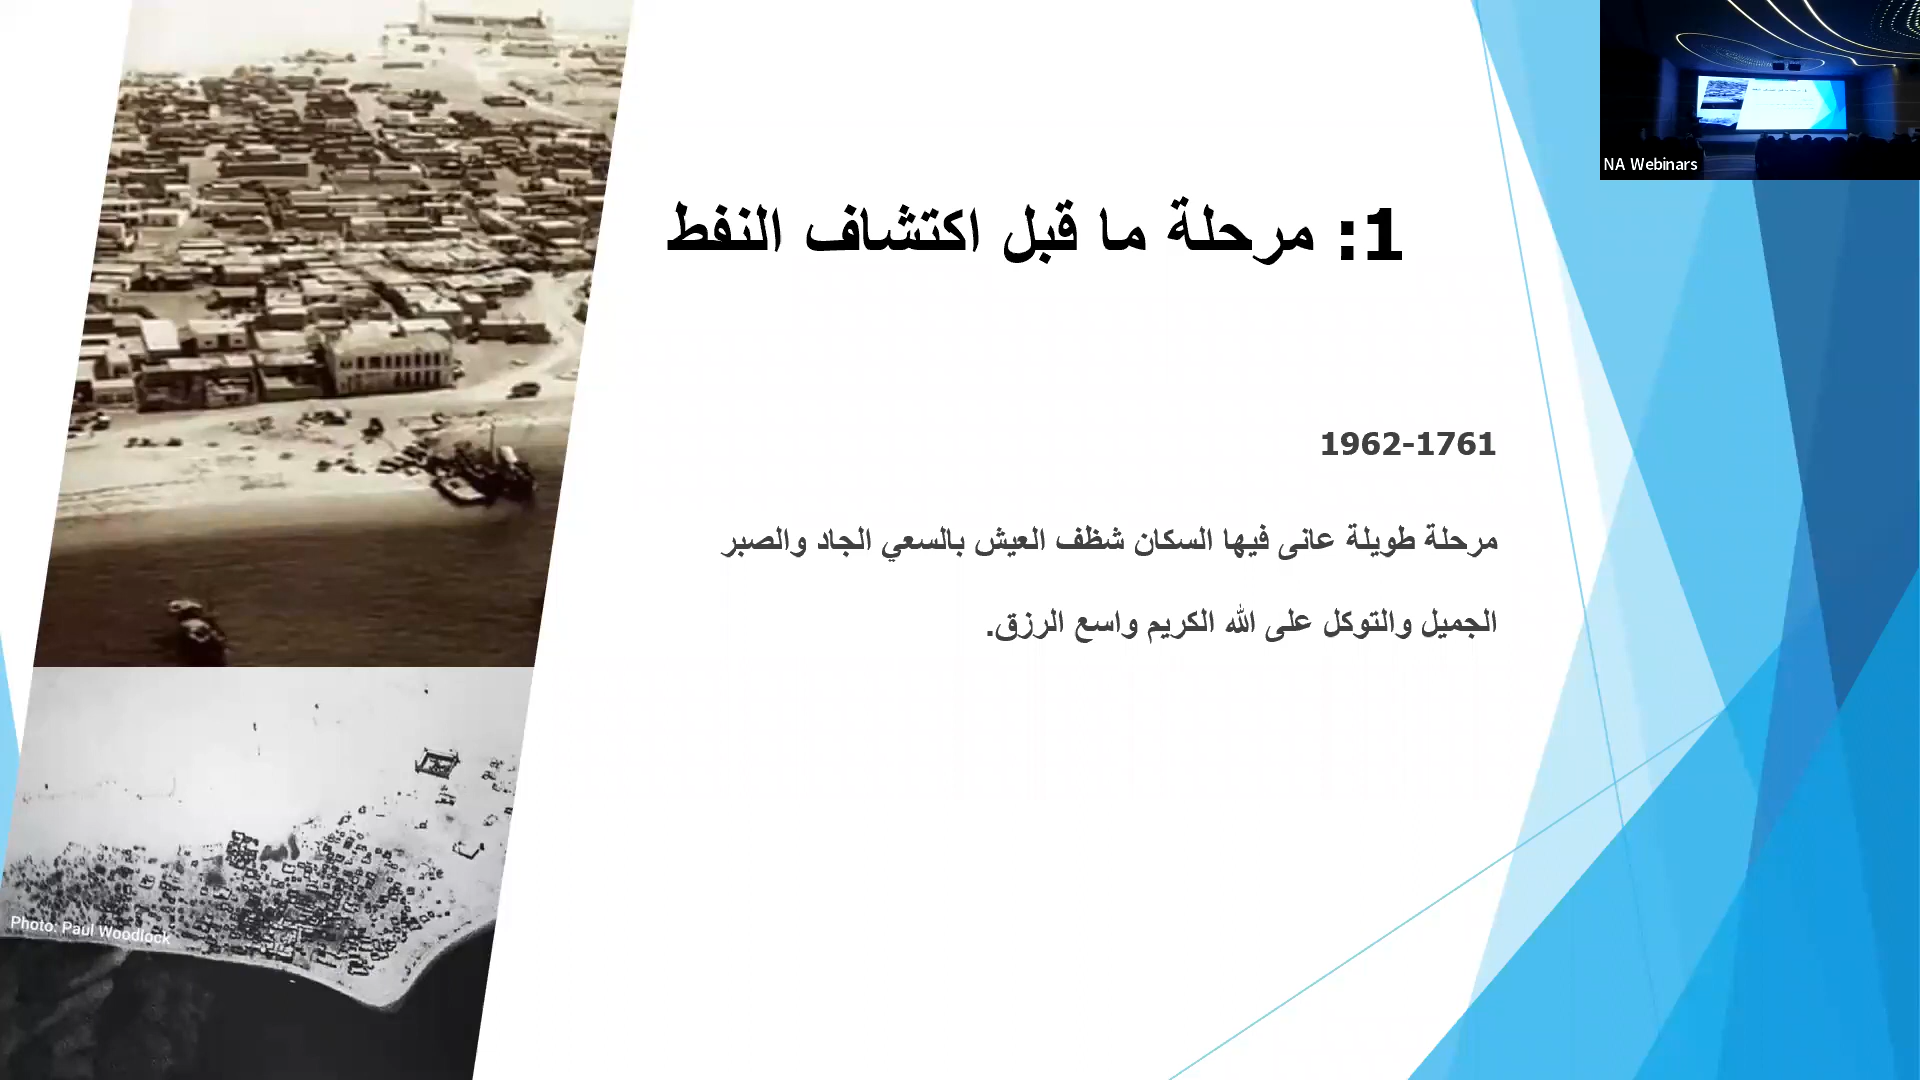 1: مرحلة ما قبل اكتشاف النفط
1962-1761
مرحلة طويلة عانى فيها السكان شظف العيش بالسعي الجاد والصبر
الجميل والتوكل على الله الكريم واسع الرزق.
Photo: Paul Woodlock
NA Webinars